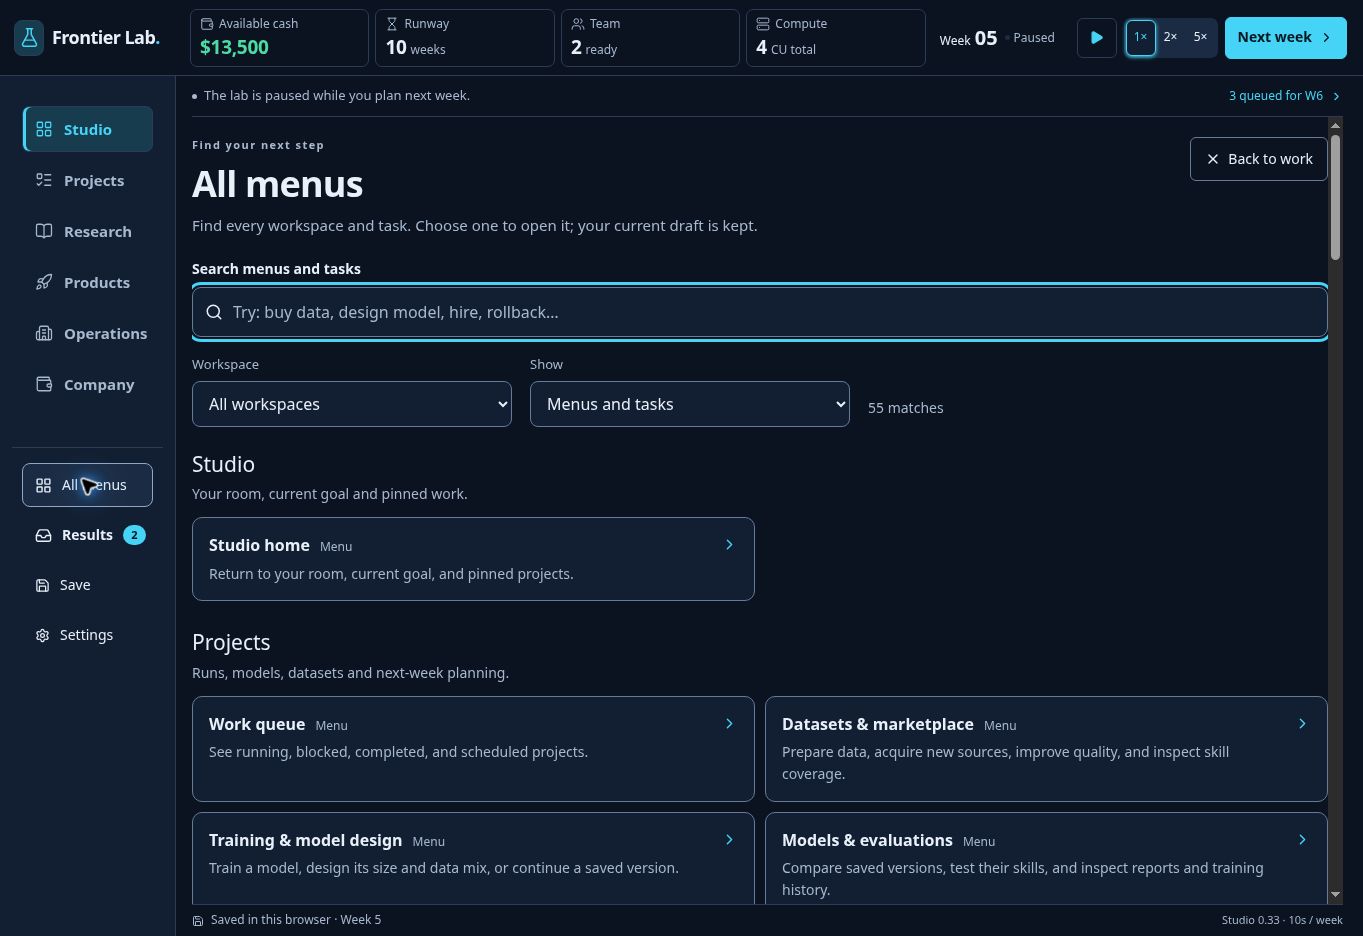 Frontier Lab.
Available cash
$13,500
Runway
10 weeks
Team
2 ready
Compute
4 CU total
Week 05 Paused
1×
2×
5×
Next week
Studio
Projects
Research
Products
Operations
Company
All menus
Results 2
Save
Settings
The lab is paused while you plan next week.
3 queued for W6
Find your next step
All menus
Back to work
Find every workspace and task. Choose one to open it; your current draft is kept.
Search menus and tasks
Try: buy data, design model, hire, rollback...
Workspace
Show
All workspaces
Menus and tasks
55 matches
Studio
Your room, current goal and pinned work.
Studio home Menu
Return to your room, current goal, and pinned projects.
Projects
Runs, models, datasets and next-week planning.
Work queue Menu
See running, blocked, completed, and scheduled projects.
Datasets & marketplace Menu
Prepare data, acquire new sources, improve quality, and inspect skill
coverage.
Training & model design Menu
Train a model, design its size and data mix, or continue a saved version.
Models & evaluations Menu
Compare saved versions, test their skills, and inspect reports and training
history.
Saved in this browser · Week 5
Studio 0.33 · 10s / week